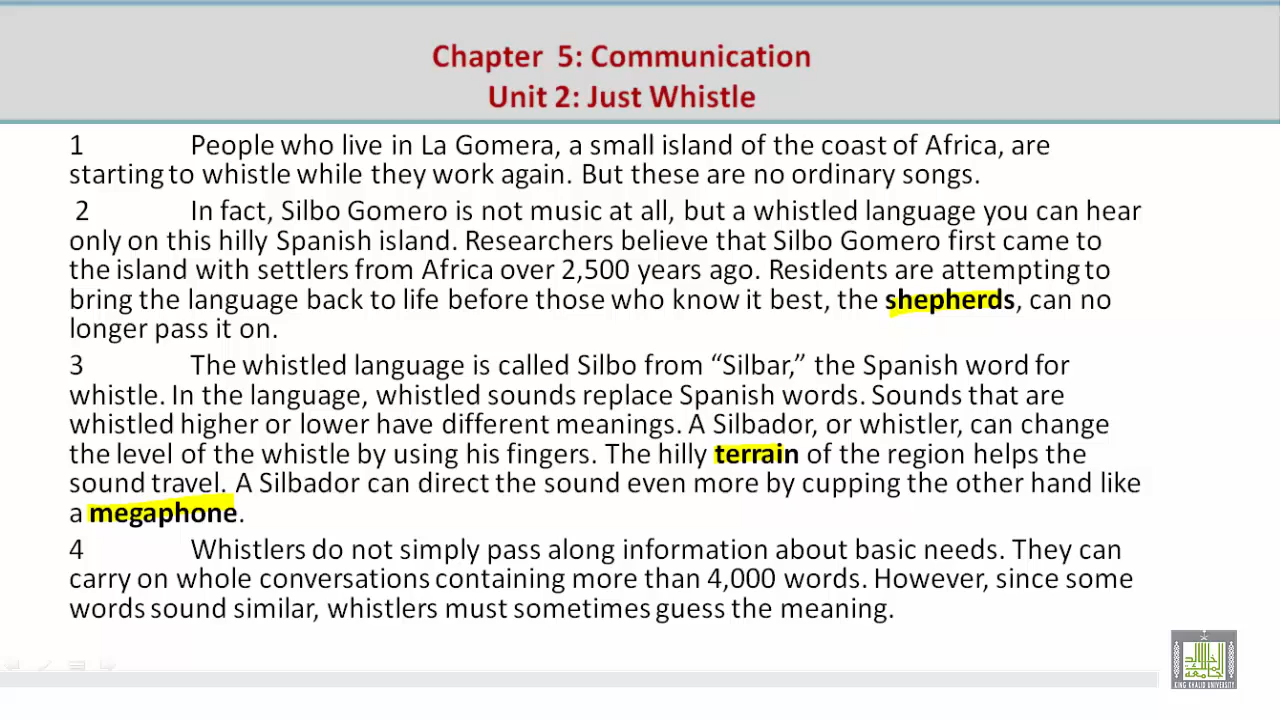 Chapter 5: Communication
Unit 2: Just Whistle
1 People who live in La Gomera, a small island of the coast of Africa, are
starting to whistle while they work again. But these are no ordinary songs.
2 In fact, Silbo Gomero is not music at all, but a whistled language you can hear
only on this hilly Spanish island. Researchers believe that Silbo Gomero first came to
the island with settlers from Africa over 2,500 years ago. Residents are attempting to
bring the language back to life before those who know it best, the shepherds, can no
longer pass it on.
3 The whistled language is called Silbo from “Silbar,” the Spanish word for
whistle. In the language, whistled sounds replace Spanish words. Sounds that are
whistled higher or lower have different meanings. A Silbador, or whistler, can change
the level of the whistle by using his fingers. The hilly terrain of the region helps the
sound travel. A Silbador can direct the sound even more by cupping the other hand like
a megaphone.
4 Whistlers do not simply pass along information about basic needs. They can
carry on whole conversations containing more than 4,000 words. However, since some
words sound similar, whistlers must sometimes guess the meaning.
KING KHALID UNIVERSITY